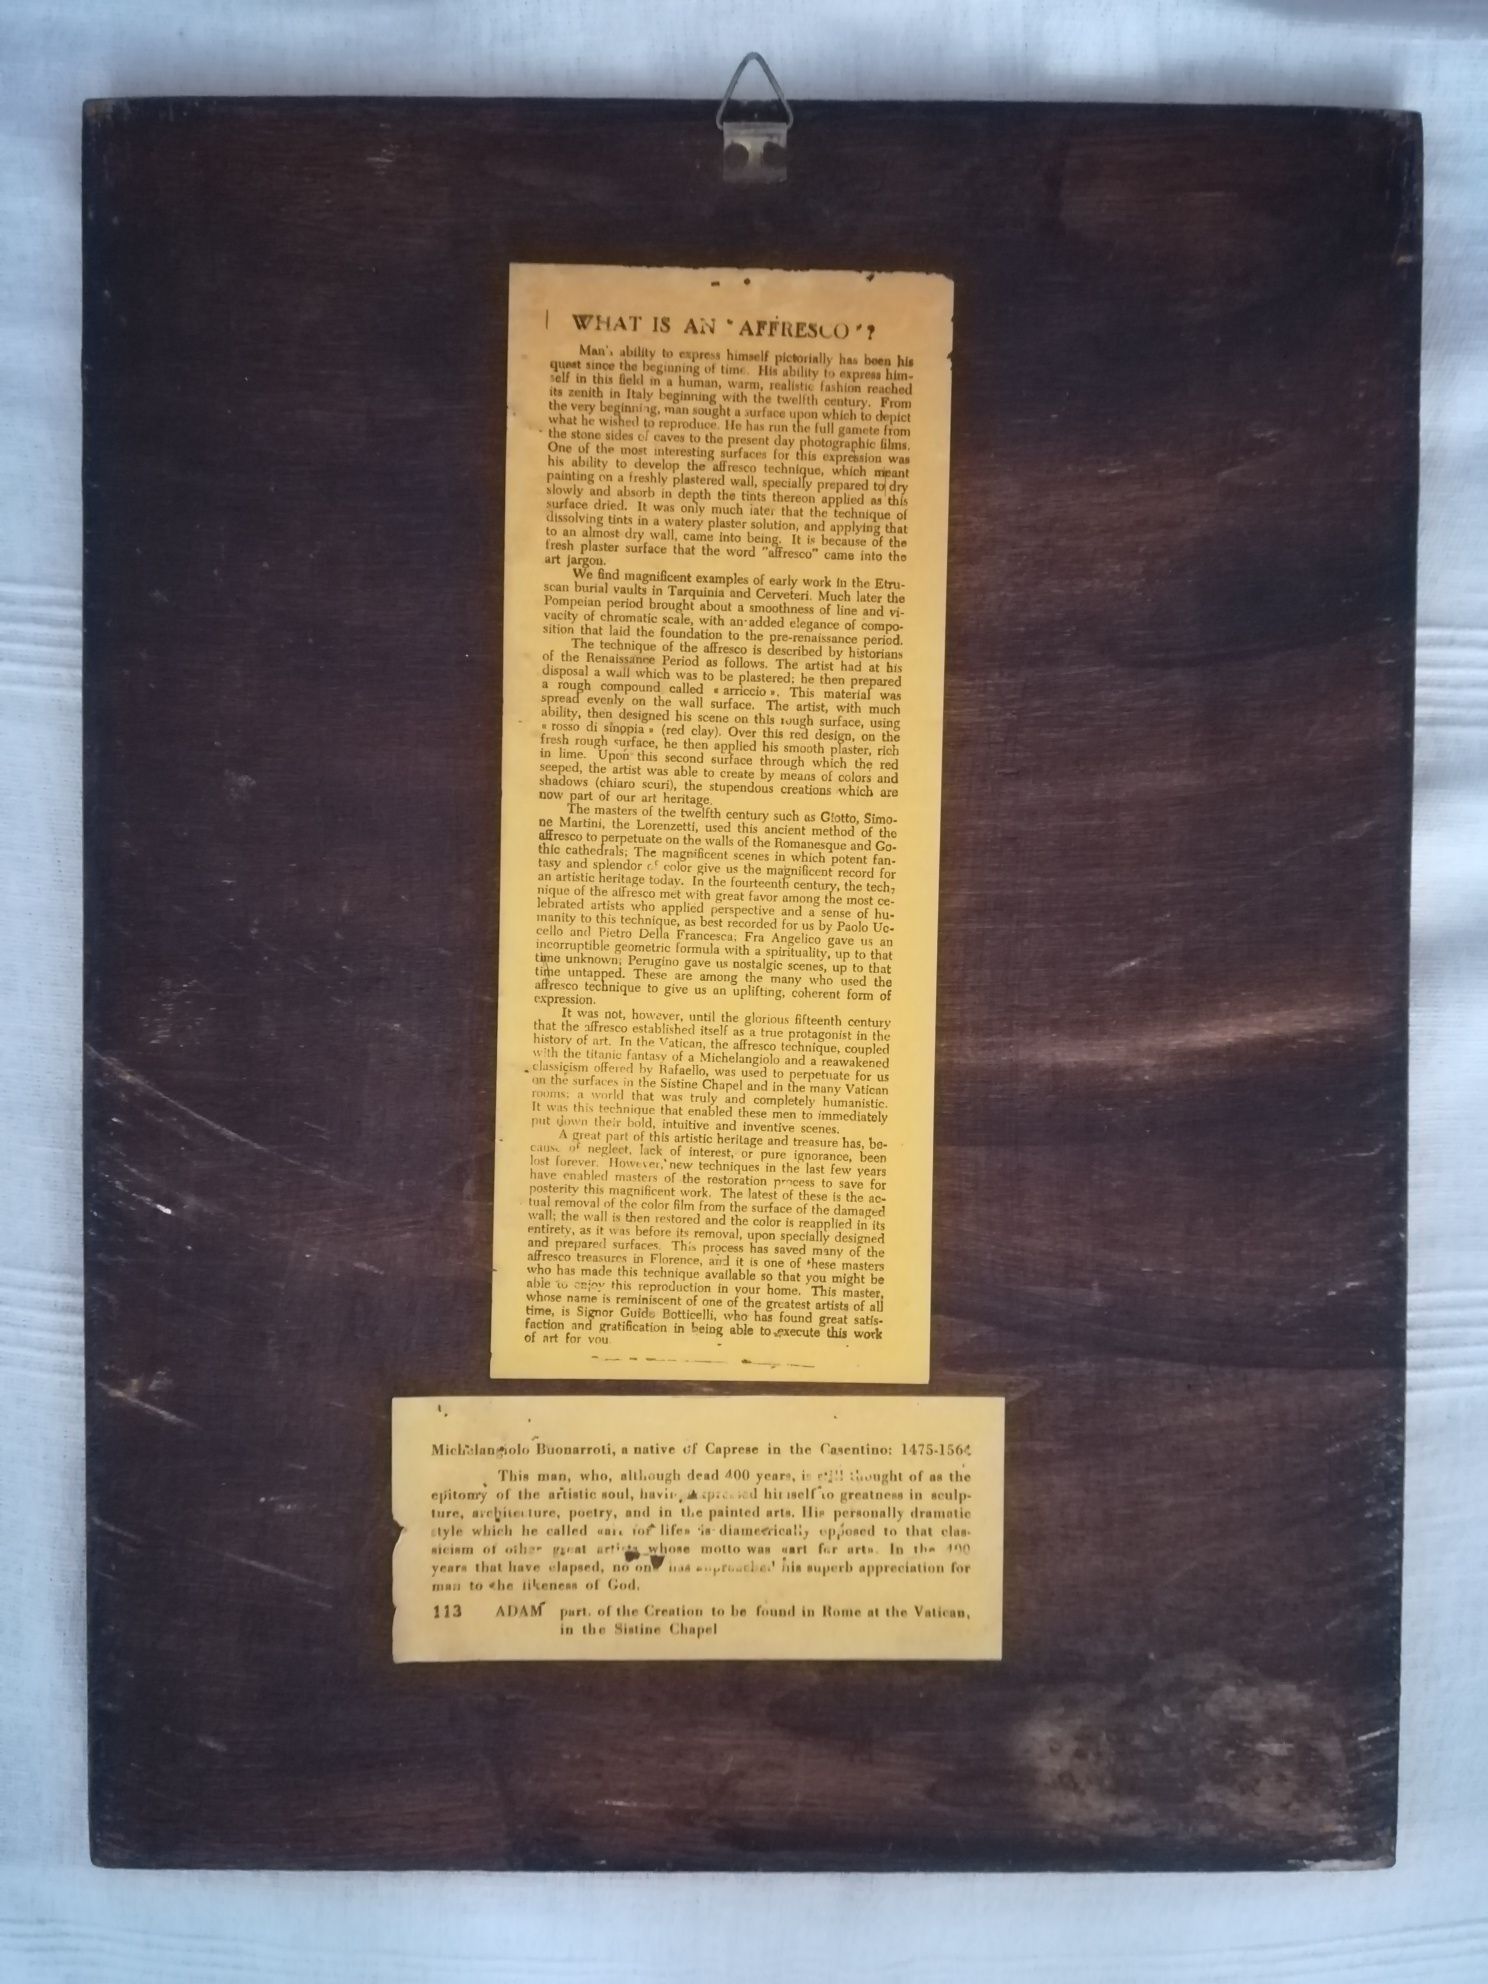 WHAT IS AN "AFFRESCO"?
Man's ability to express himself pictorially has been his
quest since the beginning of time. His ability to express him-
self in this field in a human, warm, realistic fashion reached
its zenith in Italy beginning with the twelfth century. From
the very beginning, man sought a surface upon which to depict
what he wished to reproduce. He has run the full gamete from
the stone sides of caves to the present day photographic films.
One of the most interesting surfaces for this expression was
his ability to develop the affresco technique, which meant
painting on a freshly plastered wall, specially prepared to dry
slowly and absorb in depth the tints thereon applied as this
surface dried. It was only much later that the technique of
dissolving tints in a watery plaster solution, and applying that
to an almost dry wall, came into being. It is because of the
fresh plaster surface that the word "affresco" came into the
art jargon.
We find magnificent examples of early work in the Etru-
scan burial vaults in Tarquinia and Cerveteri. Much later the
Pompeian period brought about a smoothness of line and vi-
vacity of chromatic scale, with an added elegance of compo-
sition that laid the foundation to the pre-renaissance period.
The technique of the affresco is described by historians
of the Renaissance Period as follows. The artist had at his
disposal a wall which was to be plastered; he then prepared
a rough compound called « arriccio ». This material was
spread evenly on the wall surface. The artist, with much
ability, then designed his scene on this rough surface, using
« rosso di sinopia » (red clay). Over this red design, on the
fresh rough surface, he then applied his smooth plaster, rich
in lime. Upon this second surface through which the red
seeped, the artist was able to create by means of colors and
shadows (chiaro scuri), the stupendous creations which are
now part of our art heritage.
The masters of the twelfth century such as Giotto, Simo-
ne Martini, the Lorenzetti, used this ancient method of the
affresco to perpetuate on the walls of the Romanesque and Go-
thic cathedrals; The magnificent scenes in which potent fan-
tasy and splendor of color give us the magnificent record for
an artistic heritage today. In the fourteenth century, the tech-
nique of the affresco met with great favor among the most ce-
lebrated artists who applied perspective and a sense of hu-
manity to this technique, as best recorded for us by Paolo Uc-
cello and Pietro Della Francesca; Fra Angelico gave us an
incorruptible geometric formula with a spirituality, up to that
time unknown; Perugino gave us nostalgic scenes, up to that
time untapped. These are among the many who used the
affresco technique to give us an uplifting, coherent form of
expression.
It was not, however, until the glorious fifteenth century
that the affresco established itself as a true protagonist in the
history of art. In the Vatican, the affresco technique, coupled
with the titanic fantasy of a Michelangiolo and a reawakened
classicism offered by Rafaello, was used to perpetuate for us
on the surfaces in the Sistine Chapel and in the many Vatican
rooms; a world that was truly and completely humanistic.
It was this technique that enabled these men to immediately
put down their bold, intuitive and inventive scenes.
A great part of this artistic heritage and treasure has, be-
cause of neglect, lack of interest, or pure ignorance, been
lost forever. However, new techniques in the last few years
have enabled masters of the restoration process to save for
posterity this magnificent work. The latest of these is the ac-
tual removal of the color film from the surface of the damaged
wall; the wall is then restored and the color is reapplied in its
entirety, as it was before its removal, upon specially designed
and prepared surfaces. This process has saved many of the
affresco treasures in Florence, and it is one of these masters
who has made this technique available so that you might be
able to enjoy this reproduction in your home. This master,
whose name is reminiscent of one of the greatest artists of all
time, is Signor Guido Botticelli, who has found great satis-
faction and gratification in being able to execute this work
of art for you.
Michelangiolo Buonarroti, a native of Caprese in the Casentino: 1475-1564
This man, who, although dead 400 years, is still thought of as the
epitomy of the artistic soul, having expressed himself to greatness in sculp-
ture, architecture, poetry, and in the painted arts. His personally dramatic
style which he called «art for life» is diametrically opposed to that clas-
sicism of other great artists whose motto was «art for art». In the 400
years that have elapsed, no one has approached his superb appreciation for
man to the likeness of God.
113 ADAM part. of the Creation to be found in Rome at the Vatican,
in the Sistine Chapel